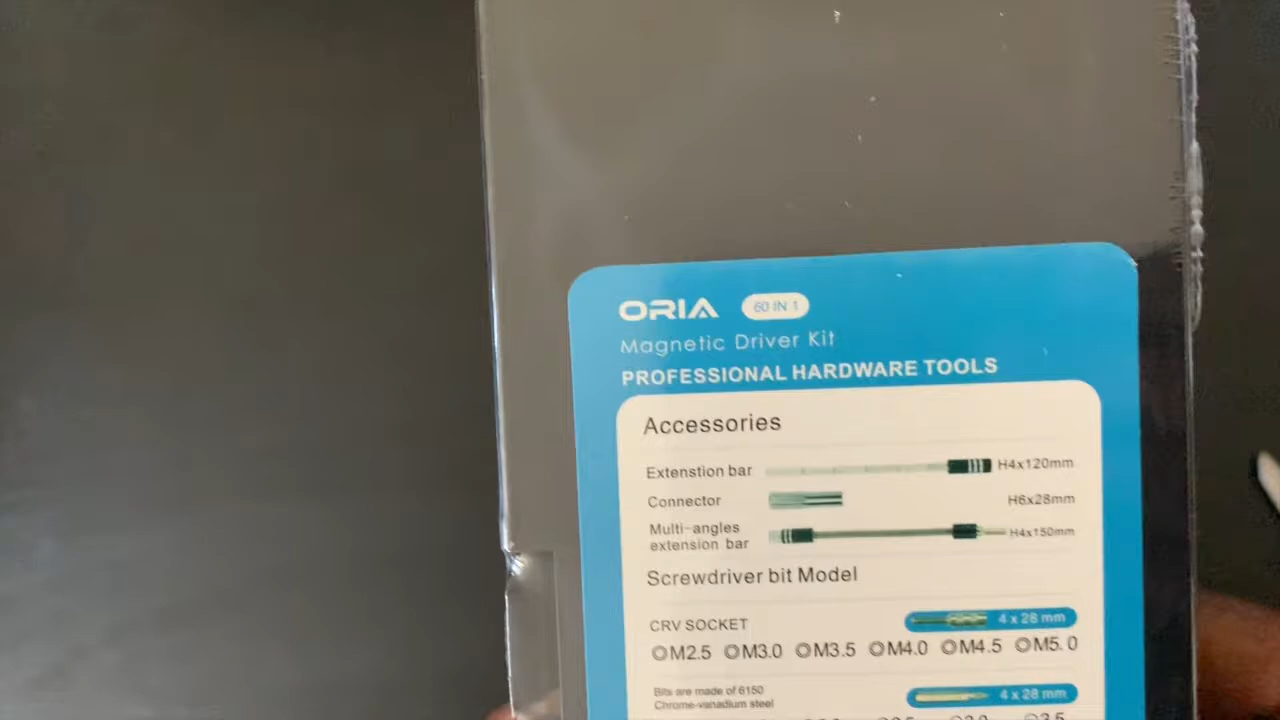 ORIA 60 IN 1
Magnetic Driver Kit
PROFESSIONAL HARDWARE TOOLS
Accessories
Extenstion bar H4x120mm
Connector H6x28mm
Multi-angles
extension bar H4x150mm
Screwdriver bit Model
CRV SOCKET 4 x 28 mm
M2.5 M3.0 M3.5 M4.0 M4.5 M5.0
Bits are made of 6150
Chrome-vanadium steel 4 x 28 mm